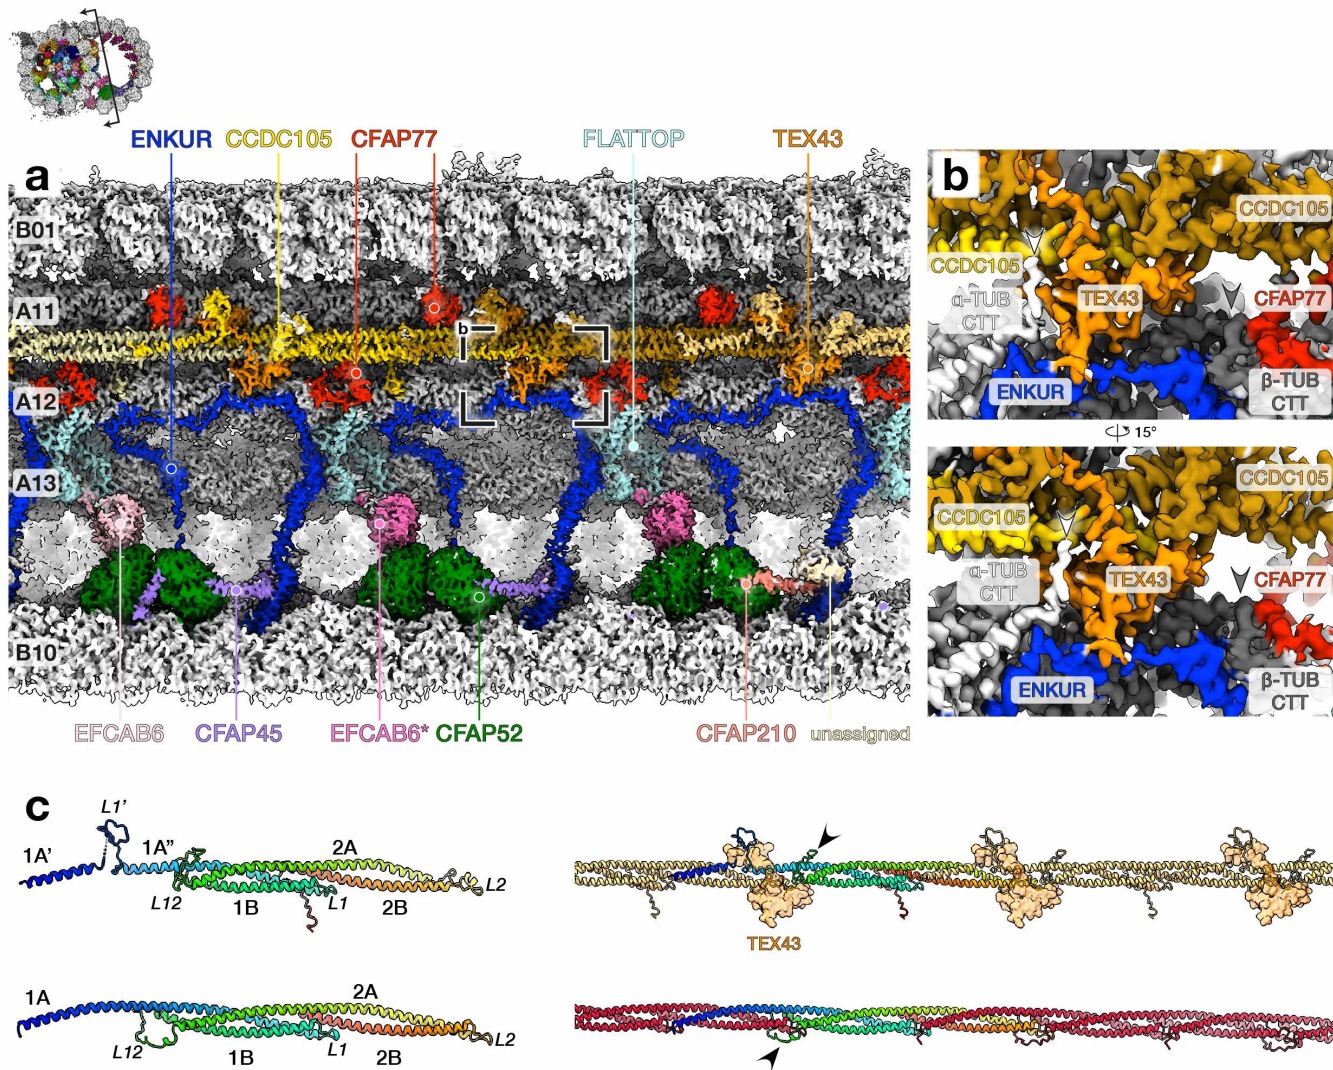 ENKUR CCDC105 CFAP77 FLATTOP TEX43
a
B01
A11
b
A12
A13
B10
EFCAB6 CFAP45 EFCAB6* CFAP52 CFAP210 unassigned
b
CCDC105
CCDC105
α-TUB
CTT
TEX43
CFAP77
ENKUR
β-TUB
CTT
15°
CCDC105
CCDC105
α-TUB
CTT
TEX43
CFAP77
ENKUR
β-TUB
CTT
c
L1'
1A' 1A" 2A
L12 1B L1 2B L2
TEX43
1A 2A
L12 1B L1 2B L2